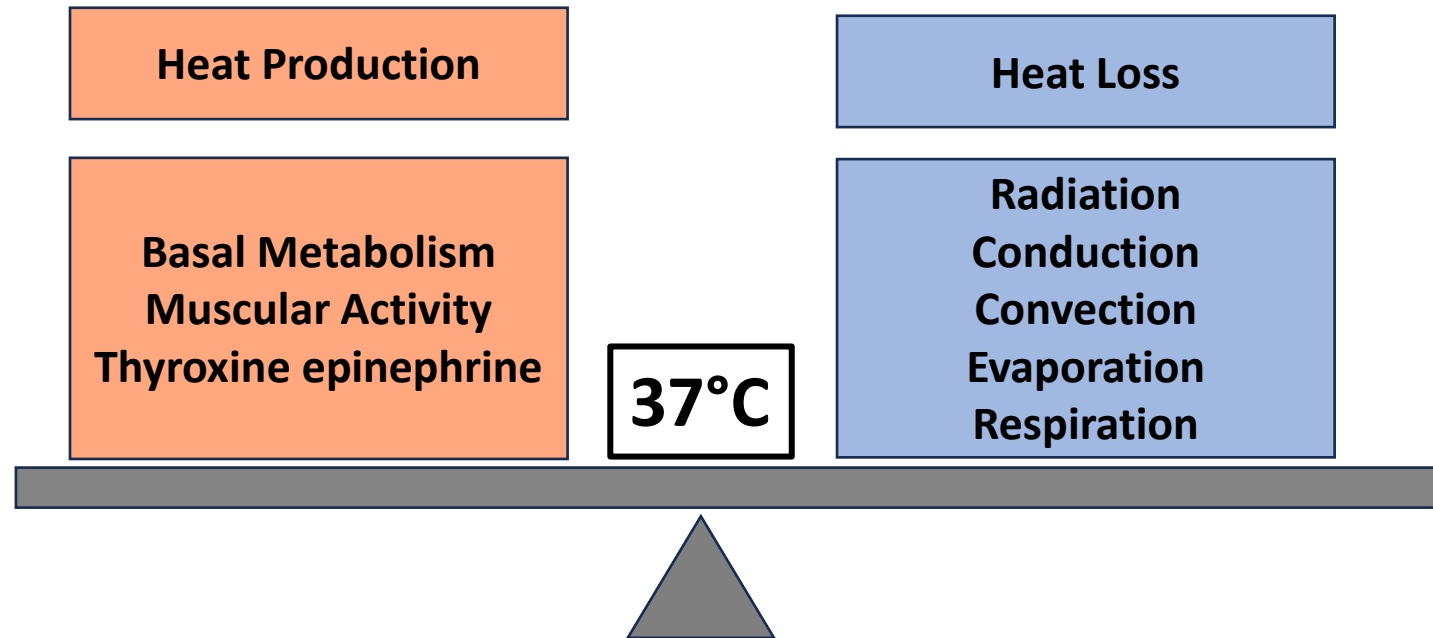 Heat Production
Basal Metabolism
Muscular Activity
Thyroxine epinephrine
37°C
Heat Loss
Radiation
Conduction
Convection
Evaporation
Respiration